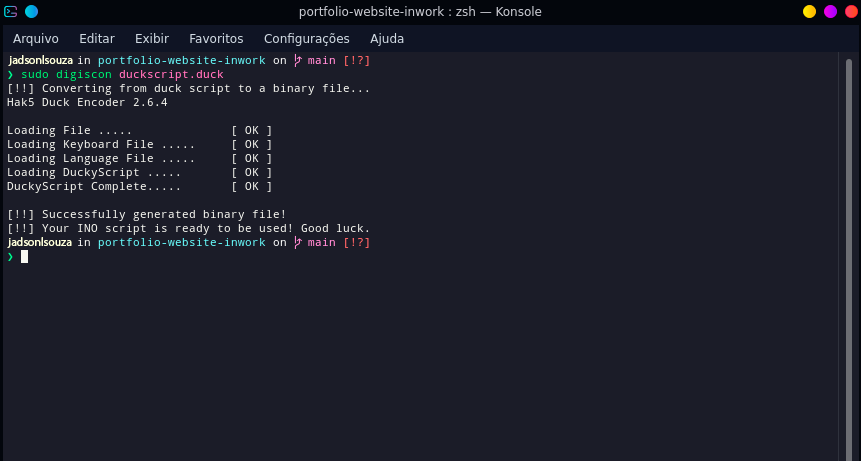 portfolio-website-inwork : zsh — Konsole
Arquivo Editar Exibir Favoritos Configurações Ajuda
jadsonlsouza in portfolio-website-inwork on main [!?]
❯ sudo digiscon duckscript.duck
[!!] Converting from duck script to a binary file...
Hak5 Duck Encoder 2.6.4
Loading File ..... [ OK ]
Loading Keyboard File ..... [ OK ]
Loading Language File ..... [ OK ]
Loading DuckyScript ..... [ OK ]
DuckyScript Complete..... [ OK ]
[!!] Successfully generated binary file!
[!!] Your INO script is ready to be used! Good luck.
jadsonlsouza in portfolio-website-inwork on main [!?]
❯